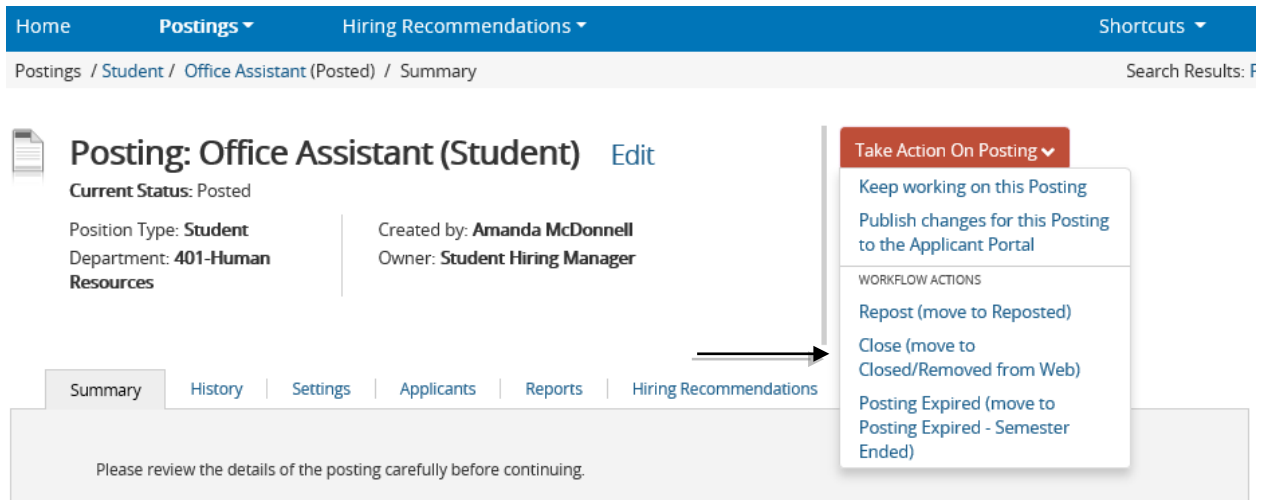 Home Postings Hiring Recommendations Shortcuts
Postings / Student / Office Assistant (Posted) / Summary Search Results:
Posting: Office Assistant (Student) Edit
Current Status: Posted
Position Type: Student
Department: 401-Human
Resources
Created by: Amanda McDonnell
Owner: Student Hiring Manager
Take Action On Posting
Keep working on this Posting
Publish changes for this Posting
to the Applicant Portal
WORKFLOW ACTIONS
Repost (move to Reposted)
Close (move to
Closed/Removed from Web)
Posting Expired (move to
Posting Expired - Semester
Ended)
Summary History Settings Applicants Reports Hiring Recommendations
Please review the details of the posting carefully before continuing.